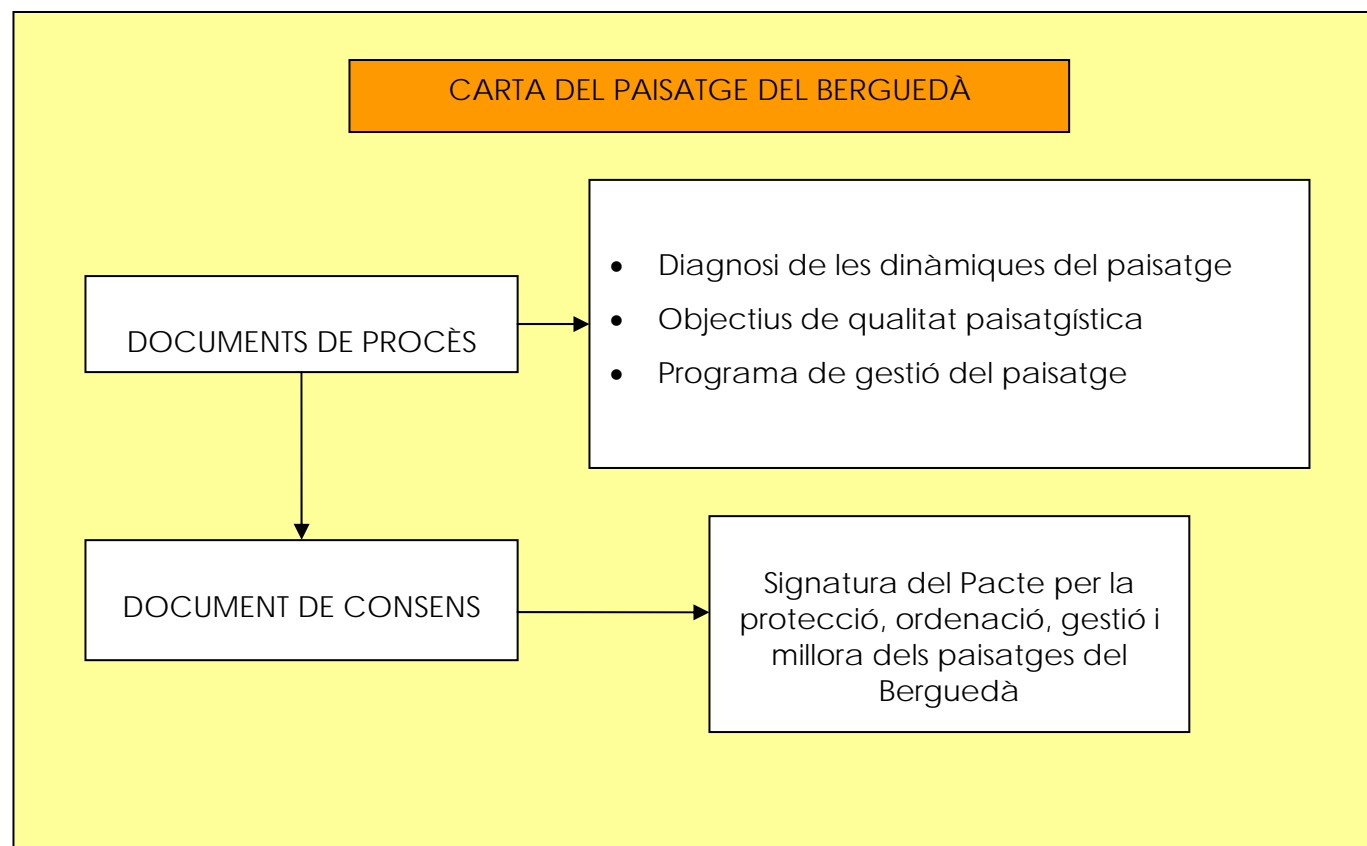 CARTA DEL PAISATGE DEL BERGUEDÀ
DOCUMENTS DE PROCÈS
• Diagnosi de les dinàmiques del paisatge
• Objectius de qualitat paisatgística
• Programa de gestió del paisatge
DOCUMENT DE CONSENS
Signatura del Pacte per la
protecció, ordenació, gestió i
millora dels paisatges del
Berguedà